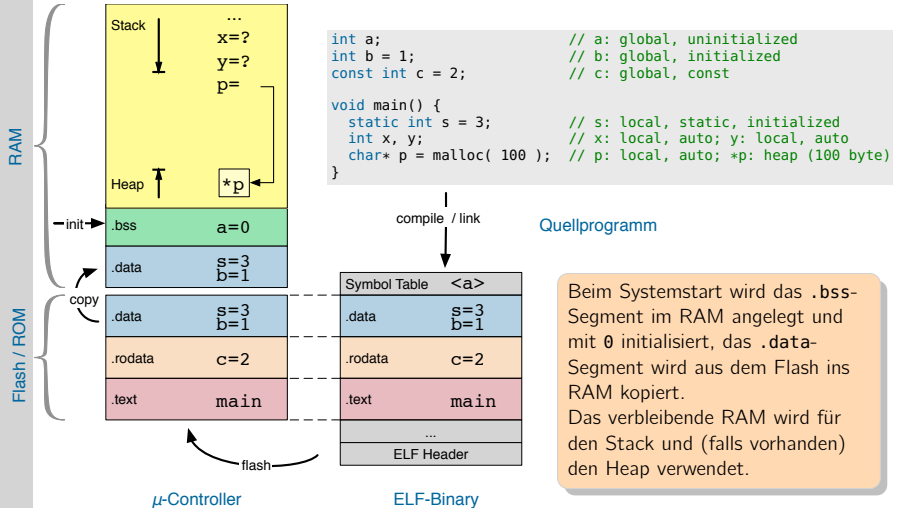 RAM
Flash / ROM
Stack
...
x=?
y=?
p=
Heap
*p
init
.bss a=0
.data s=3
b=1
copy
.data s=3
b=1
.rodata c=2
.text main
flash
µ-Controller
int a; // a: global, uninitialized
int b = 1; // b: global, initialized
const int c = 2; // c: global, const
void main() {
static int s = 3; // s: local, static, initialized
int x, y; // x: local, auto; y: local, auto
char* p = malloc( 100 ); // p: local, auto; *p: heap (100 byte)
}
compile / link
Quellprogramm
Symbol Table <a>
.data s=3
b=1
.rodata c=2
.text main
...
ELF Header
ELF-Binary
Beim Systemstart wird das .bss-
Segment im RAM angelegt und
mit 0 initialisiert, das .data-
Segment wird aus dem Flash ins
RAM kopiert.
Das verbleibende RAM wird für
den Stack und (falls vorhanden)
den Heap verwendet.